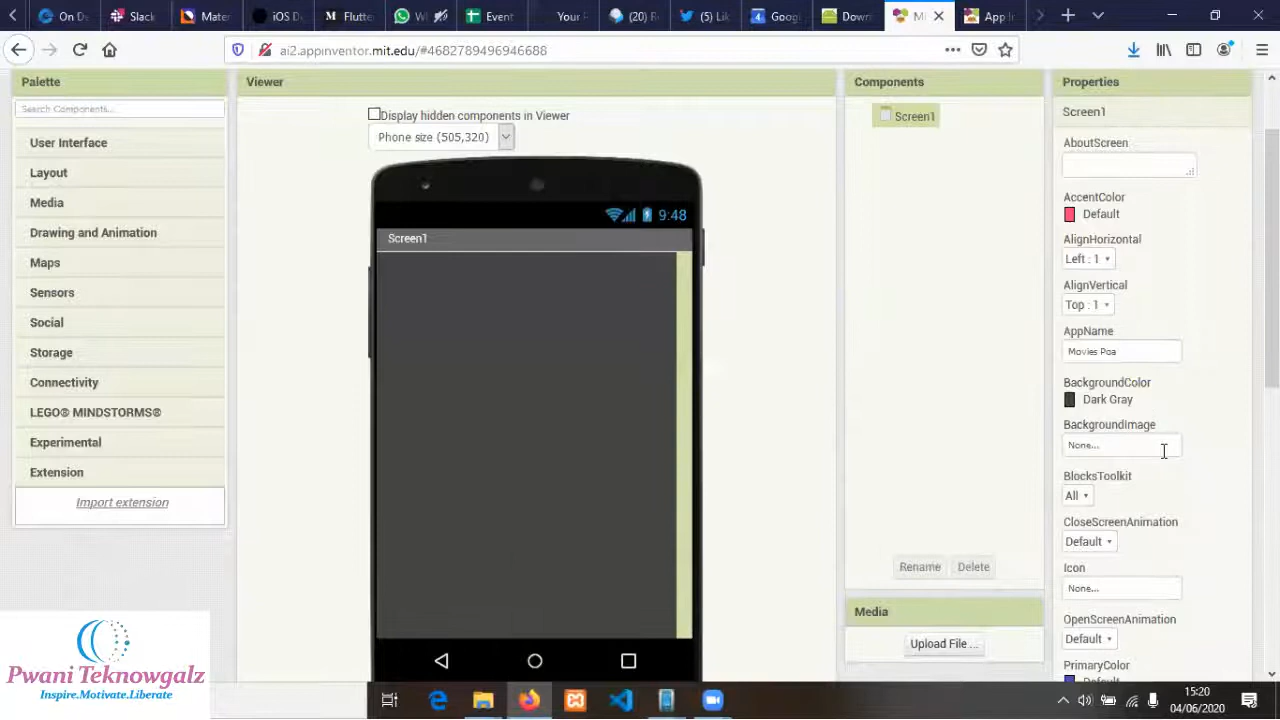 On De
Slack
Mater
iOS D
Flutter
W
Event
Your F
(20) R
(5) Lik
Goog
Down
Mi
App I
ai2.appinventor.mit.edu/#4682789496946688
Palette
Viewer
Components
Properties
Search Components...
User Interface
Layout
Media
Drawing and Animation
Maps
Sensors
Social
Storage
Connectivity
LEGO® MINDSTORMS®
Experimental
Extension
Import extension
Display hidden components in Viewer
Phone size (505,320)
9:48
Screen1
Screen1
Rename Delete
Media
Upload File ...
Screen1
AboutScreen
AccentColor
Default
AlignHorizontal
Left : 1
AlignVertical
Top : 1
AppName
Movies Poa
BackgroundColor
Dark Gray
BackgroundImage
None...
BlocksToolkit
All
CloseScreenAnimation
Default
Icon
None...
OpenScreenAnimation
Default
PrimaryColor
Default
Pwani Teknowgalz
Inspire.Motivate.Liberate
15:20
04/06/2020